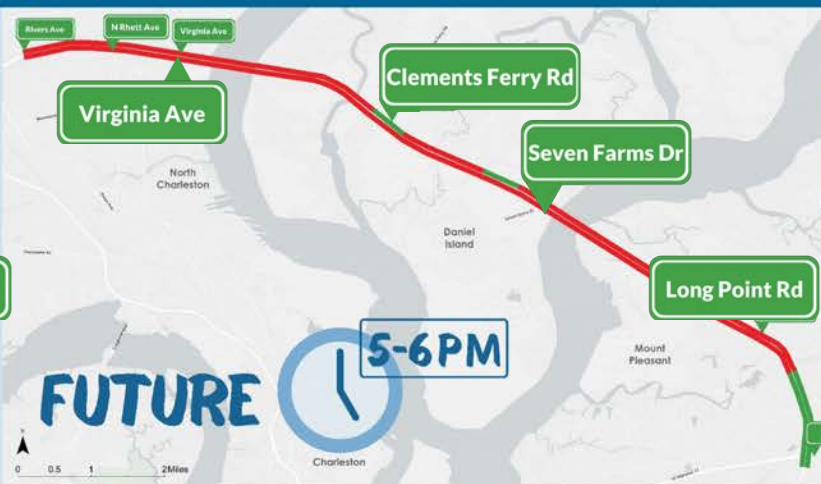 Rivers Ave
N Rhett Ave
Virginia Ave
Clements Ferry Rd
Virginia Ave
Seven Farms Dr
North
Charleston
Daniel
Island
Long Point Rd
5-6PM
Mount
Pleasant
FUTURE
Charleston
0 0.5 1 2Miles